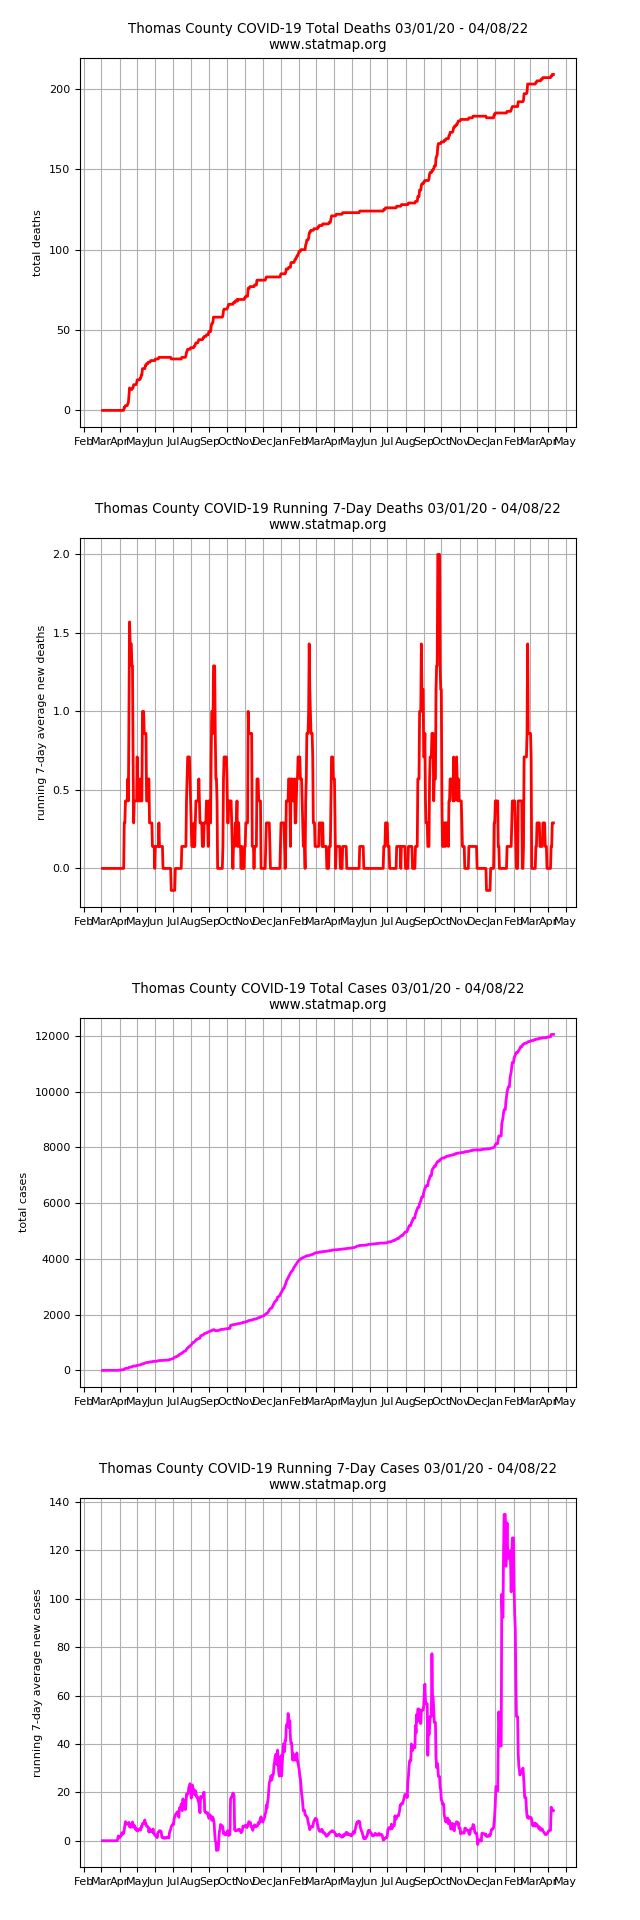 Thomas County COVID-19 Total Deaths 03/01/20 - 04/08/22
www.statmap.org
200
150
100
50
0
total deaths
Feb Mar Apr May Jun Jul Aug Sep Oct Nov Dec Jan Feb Mar Apr May Jun Jul Aug Sep Oct Nov Dec Jan Feb Mar Apr May
Thomas County COVID-19 Running 7-Day Deaths 03/01/20 - 04/08/22
www.statmap.org
2.0
1.5
1.0
0.5
0.0
running 7-day average new deaths
Feb Mar Apr May Jun Jul Aug Sep Oct Nov Dec Jan Feb Mar Apr May Jun Jul Aug Sep Oct Nov Dec Jan Feb Mar Apr May
Thomas County COVID-19 Total Cases 03/01/20 - 04/08/22
www.statmap.org
12000
10000
8000
6000
4000
2000
0
total cases
Feb Mar Apr May Jun Jul Aug Sep Oct Nov Dec Jan Feb Mar Apr May Jun Jul Aug Sep Oct Nov Dec Jan Feb Mar Apr May
Thomas County COVID-19 Running 7-Day Cases 03/01/20 - 04/08/22
www.statmap.org
140
120
100
80
60
40
20
0
running 7-day average new cases
Feb Mar Apr May Jun Jul Aug Sep Oct Nov Dec Jan Feb Mar Apr May Jun Jul Aug Sep Oct Nov Dec Jan Feb Mar Apr May